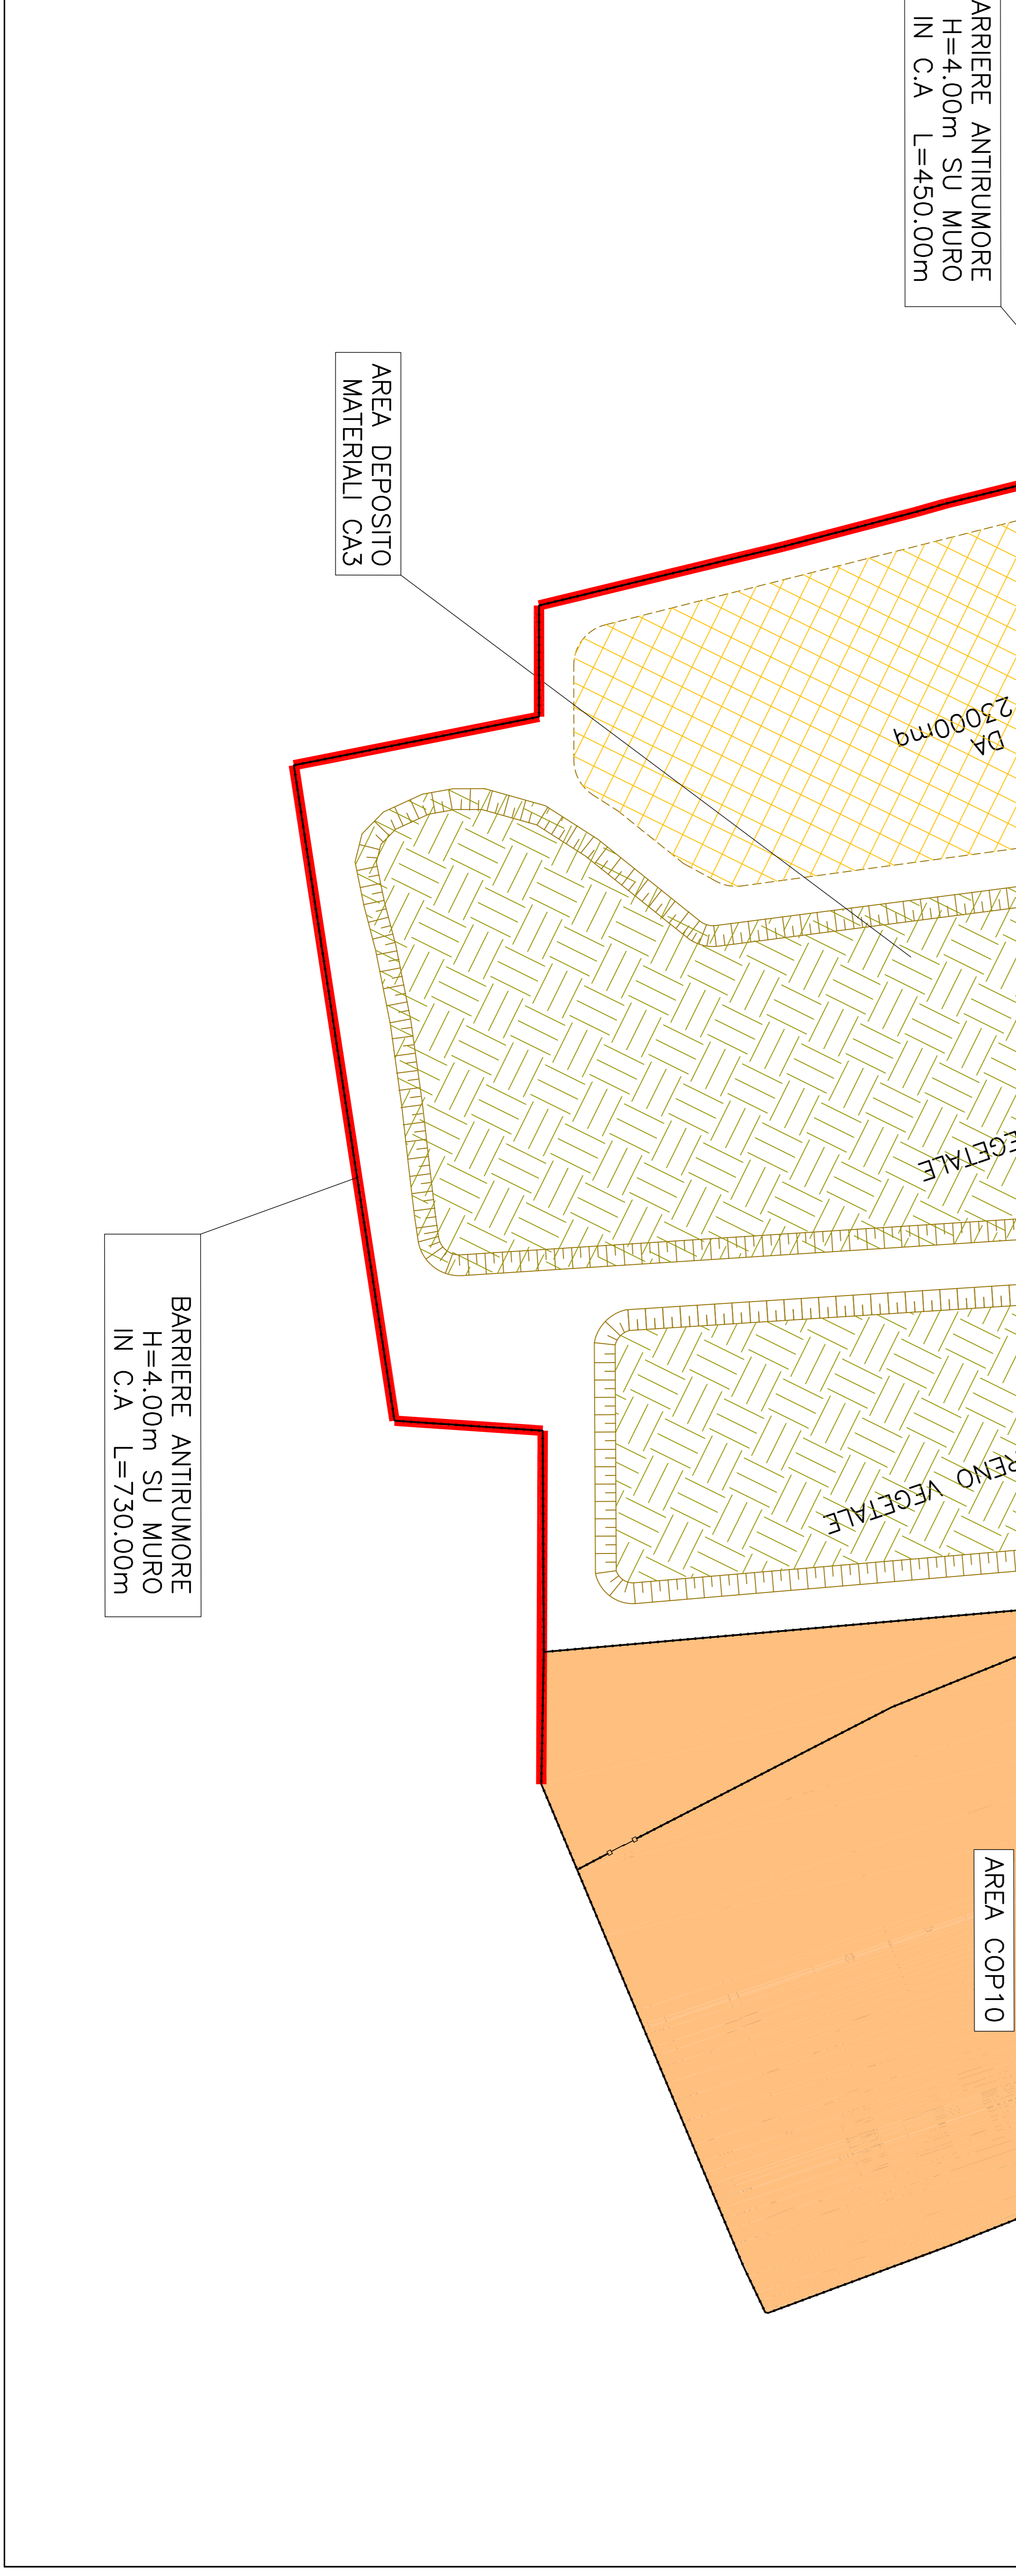 ARRIERE ANTIRUMORE
H=4.00m SU MURO
IN C.A L=450.00m
AREA DEPOSITO
MATERIALI CA3
DA
23000mq
EGETALE
RENO VEGETALE
BARRIERE ANTIRUMORE
H=4.00m SU MURO
IN C.A L=730.00m
AREA COP10